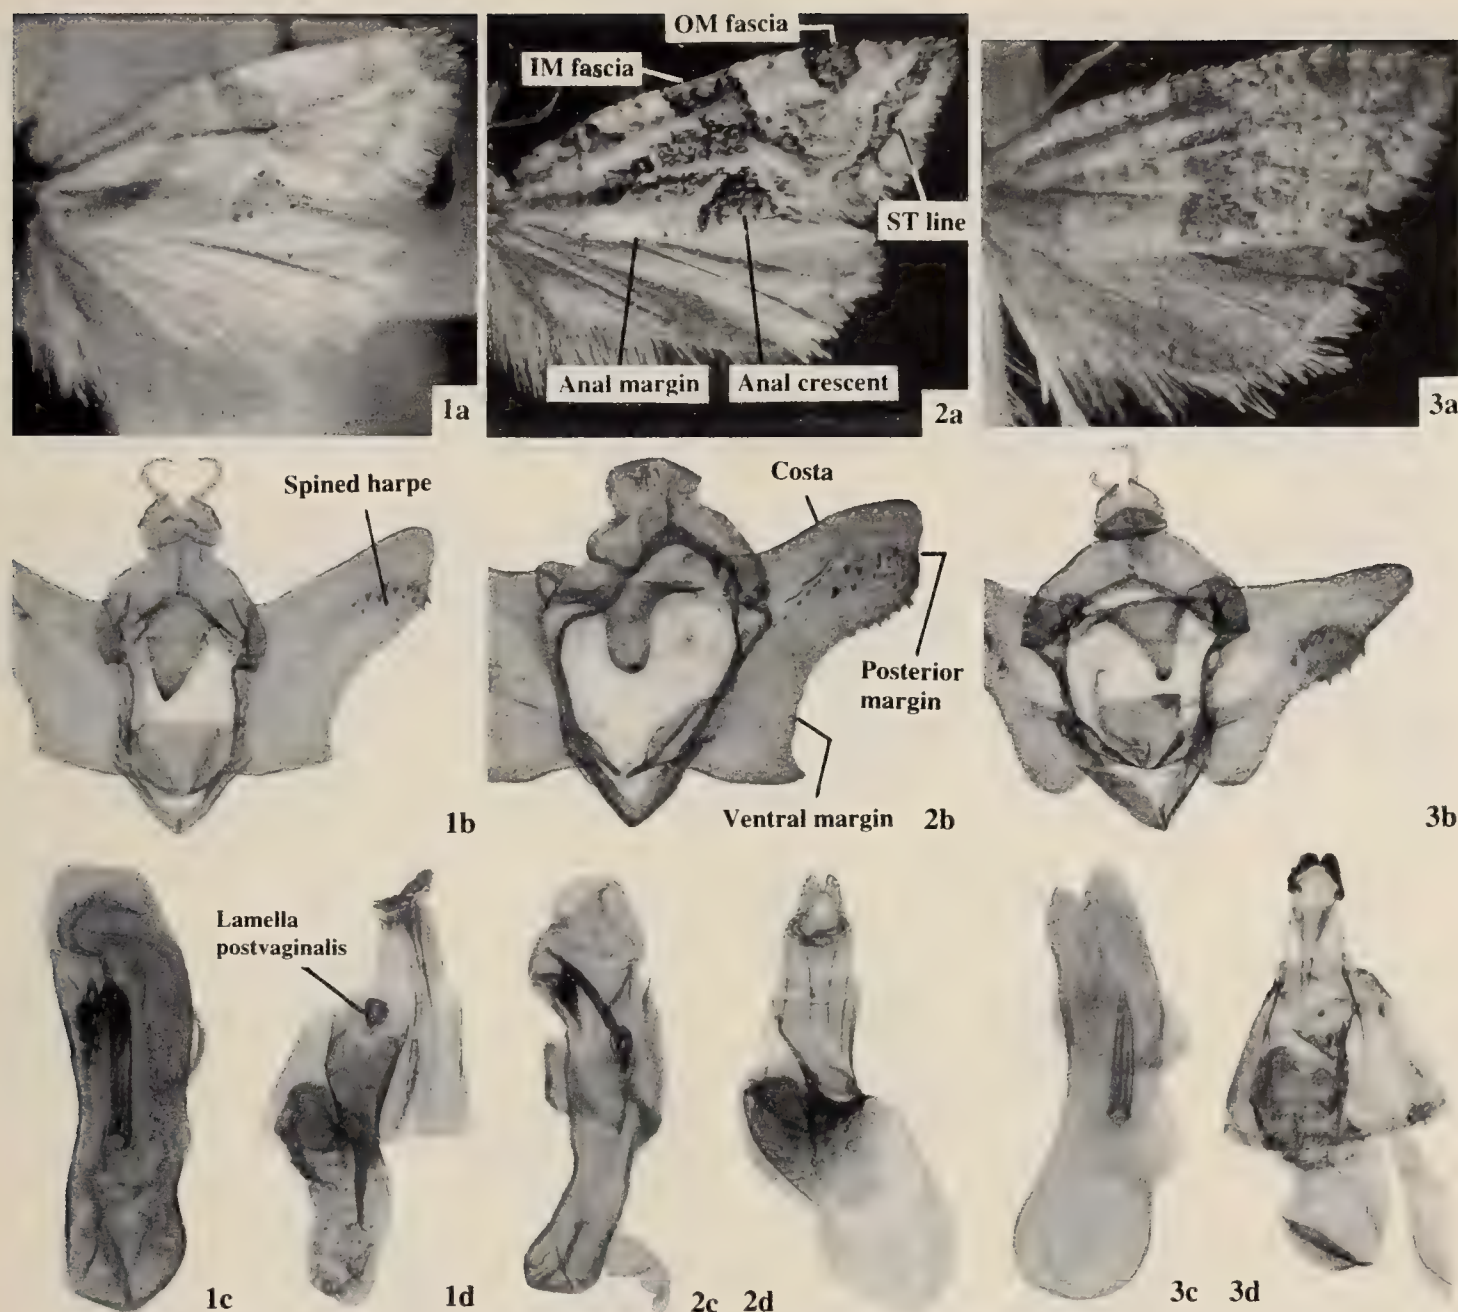 OM fascia
IM fascia
ST line
Anal margin
Anal crescent
1a
2a
3a
Spined harpe
Costa
Posterior
margin
Ventral margin
1b
2b
3b
Lamella
postvaginalis
1c
1d
2c
2d
3c
3d